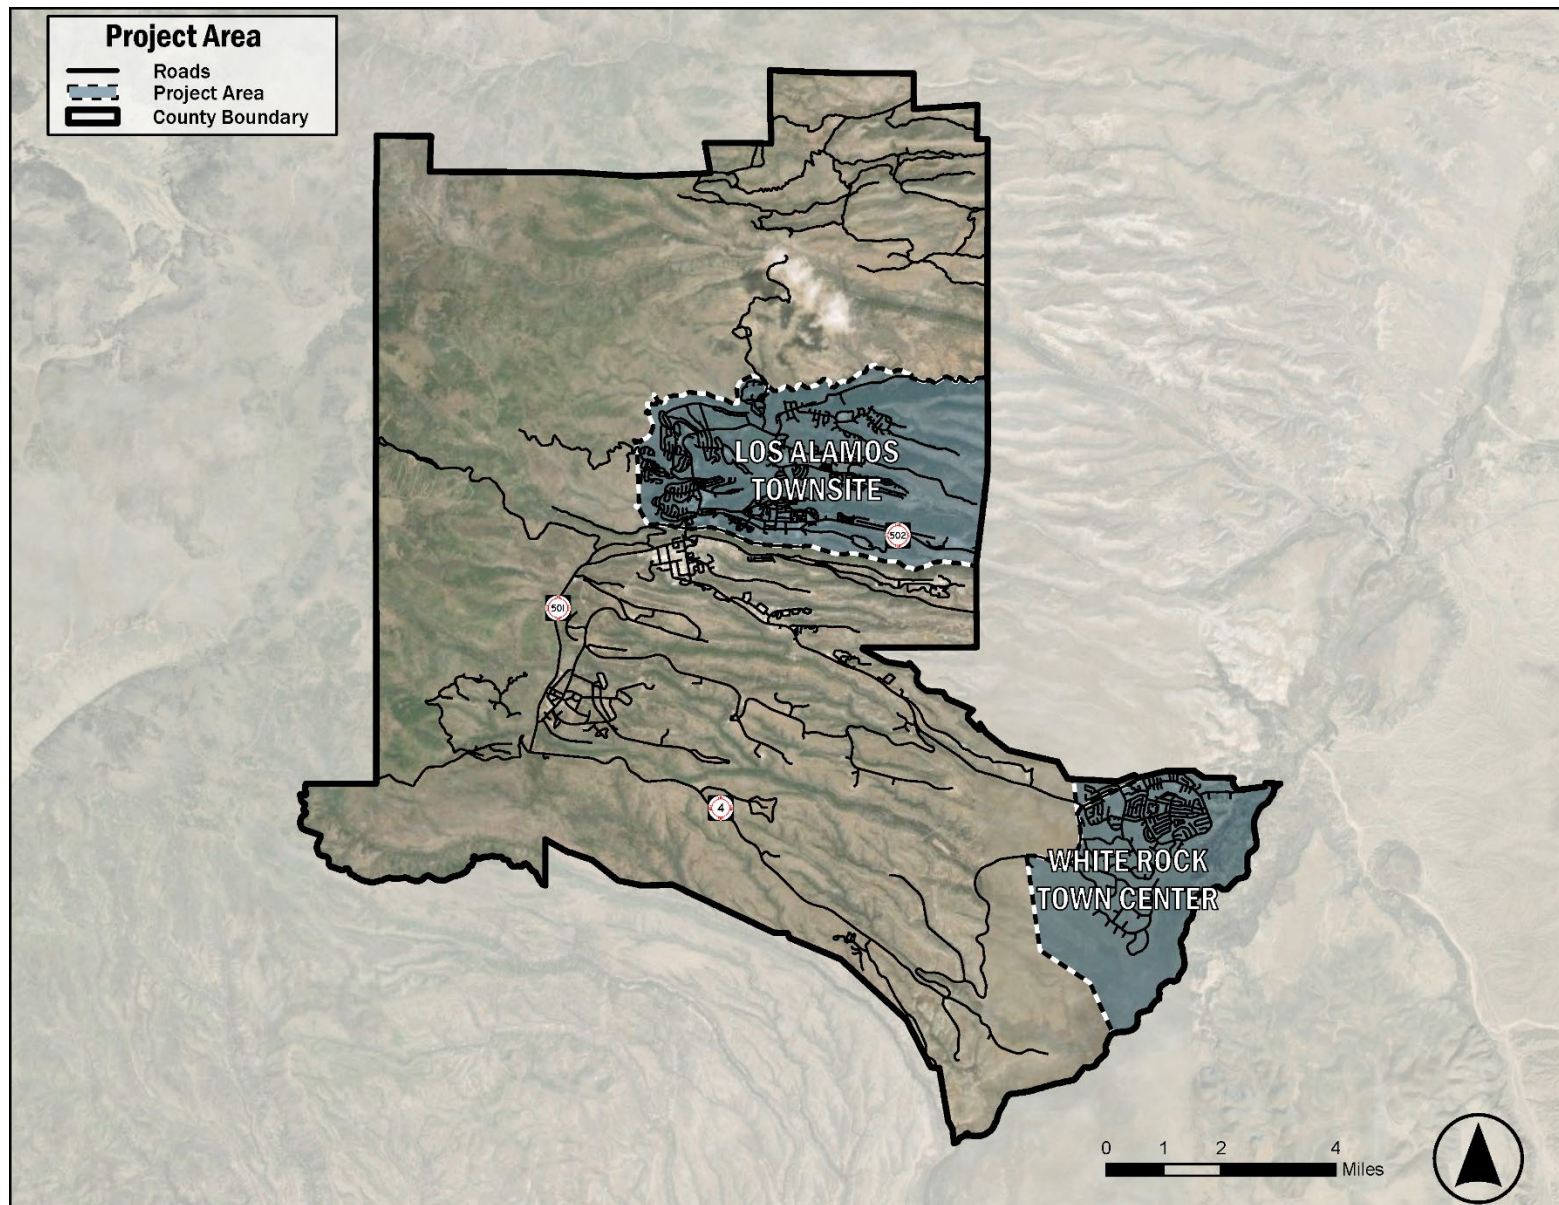 Project Area
Roads
Project Area
County Boundary
LOS ALAMOS
TOWNSITE
502
501
4
WHITE ROCK
TOWN CENTER
0 1 2 4
Miles